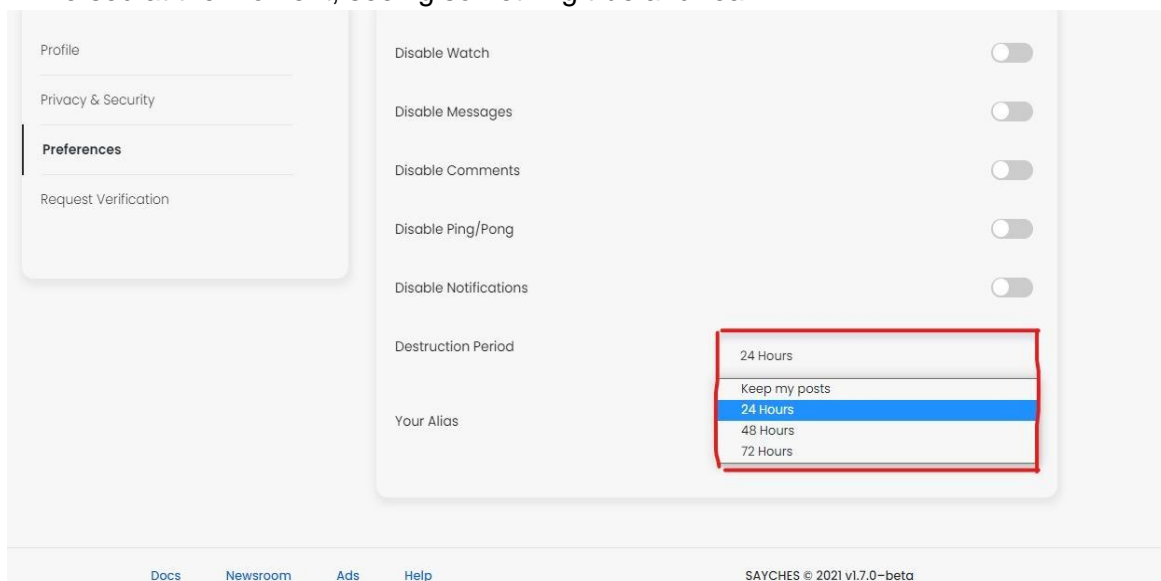 Profile
Privacy & Security
Preferences
Request Verification
Disable Watch
Disable Messages
Disable Comments
Disable Ping/Pong
Disable Notifications
Destruction Period
24 Hours
Keep my posts
24 Hours
48 Hours
72 Hours
Your Alias
Docs Newsroom Ads Help SAYCHES © 2021 v1.7.0-beta